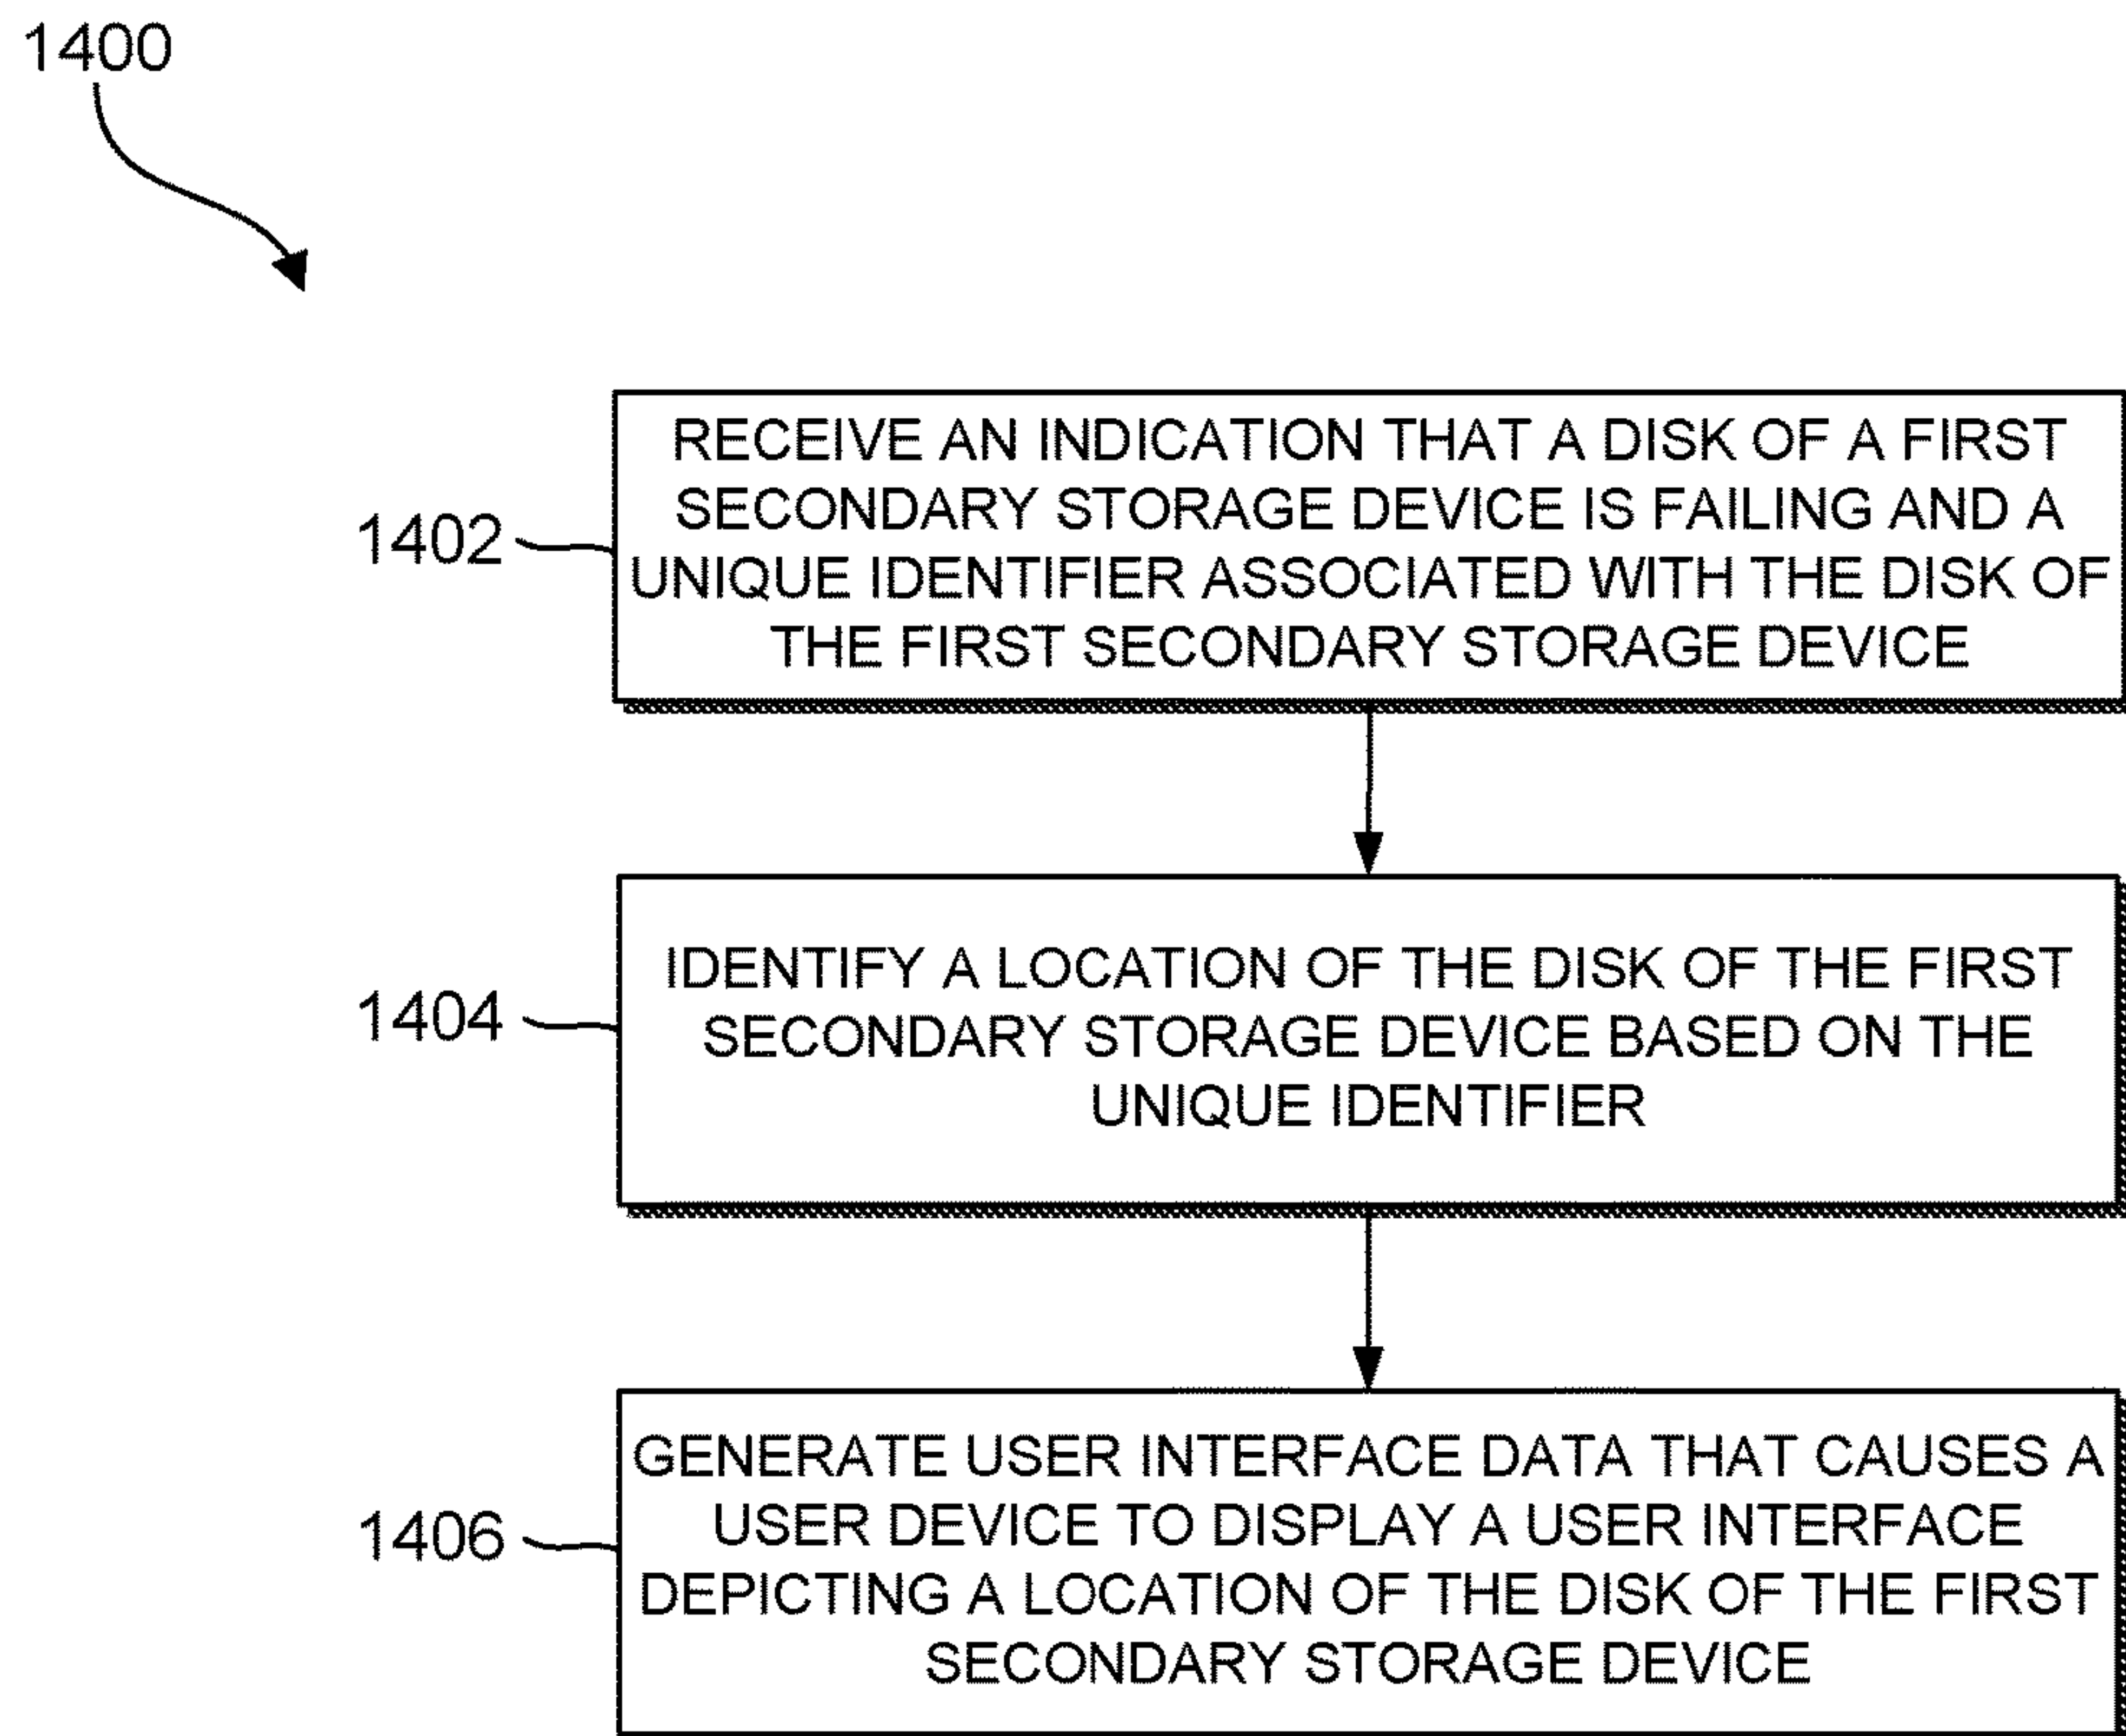 1400
RECEIVE AN INDICATION THAT A DISK OF A FIRST
SECONDARY STORAGE DEVICE IS FAILING AND A
1402
UNIQUE IDENTIFIER ASSOCIATED WITH THE DISK OF
THE FIRST SECONDARY STORAGE DEVICE
IDENTIFY A LOCATION OF THE DISK OF THE FIRST
1404
SECONDARY STORAGE DEVICE BASED ON THE
UNIQUE IDENTIFIER
GENERATE USER INTERFACE DATA THAT CAUSES A
1406
USER DEVICE TO DISPLAY A USER INTERFACE
DEPICTING A LOCATION OF THE DISK OF THE FIRST
SECONDARY STORAGE DEVICE